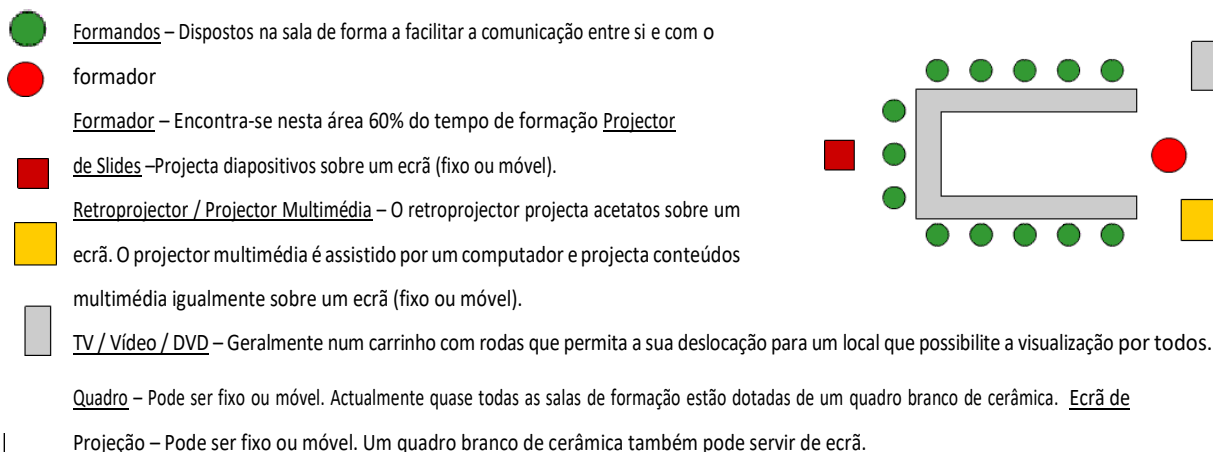 Formandos – Dispostos na sala de forma a facilitar a comunicação entre si e com o
formador
Formador – Encontra-se nesta área 60% do tempo de formação Projector
de Slides –Projecta diapositivos sobre um ecrã (fixo ou móvel).
Retroprojector / Projector Multimédia – O retroprojector projecta acetatos sobre um
ecrã. O projector multimédia é assistido por um computador e projecta conteúdos
multimédia igualmente sobre um ecrã (fixo ou móvel).
TV / Vídeo / DVD – Geralmente num carrinho com rodas que permita a sua deslocação para um local que possibilite a visualização por todos.
Quadro – Pode ser fixo ou móvel. Actualmente quase todas as salas de formação estão dotadas de um quadro branco de cerâmica. Ecrã de
Projeção – Pode ser fixo ou móvel. Um quadro branco de cerâmica também pode servir de ecrã.